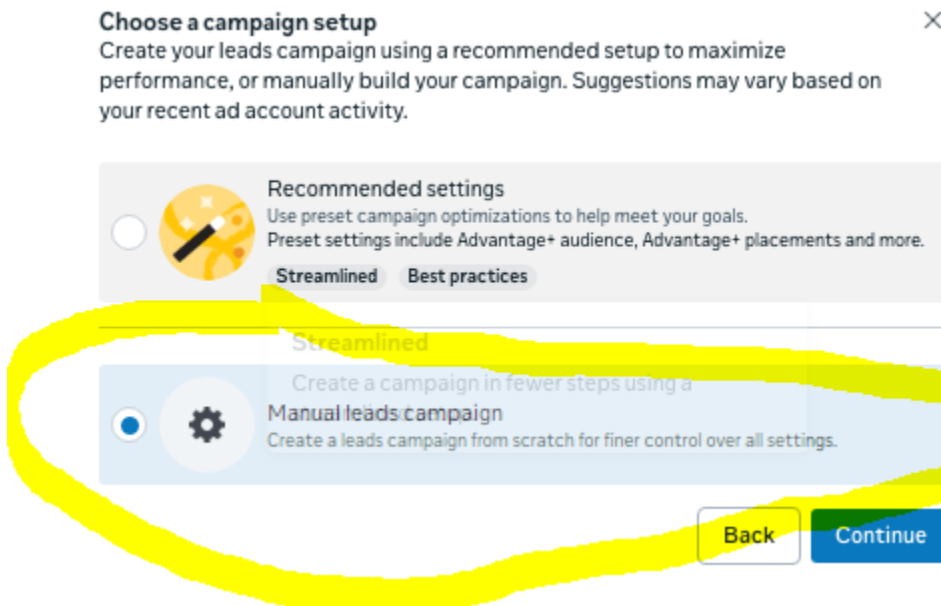 Choose a campaign setup
Create your leads campaign using a recommended setup to maximize
performance, or manually build your campaign. Suggestions may vary based on
your recent ad account activity.
Recommended settings
Use preset campaign optimizations to help meet your goals.
Preset settings include Advantage+ audience, Advantage+ placements and more.
Streamlined Best practices
Streamlined
Create a campaign in fewer steps using a
Manual leads campaign
Create a leads campaign from scratch for finer control over all settings.
Back Continue